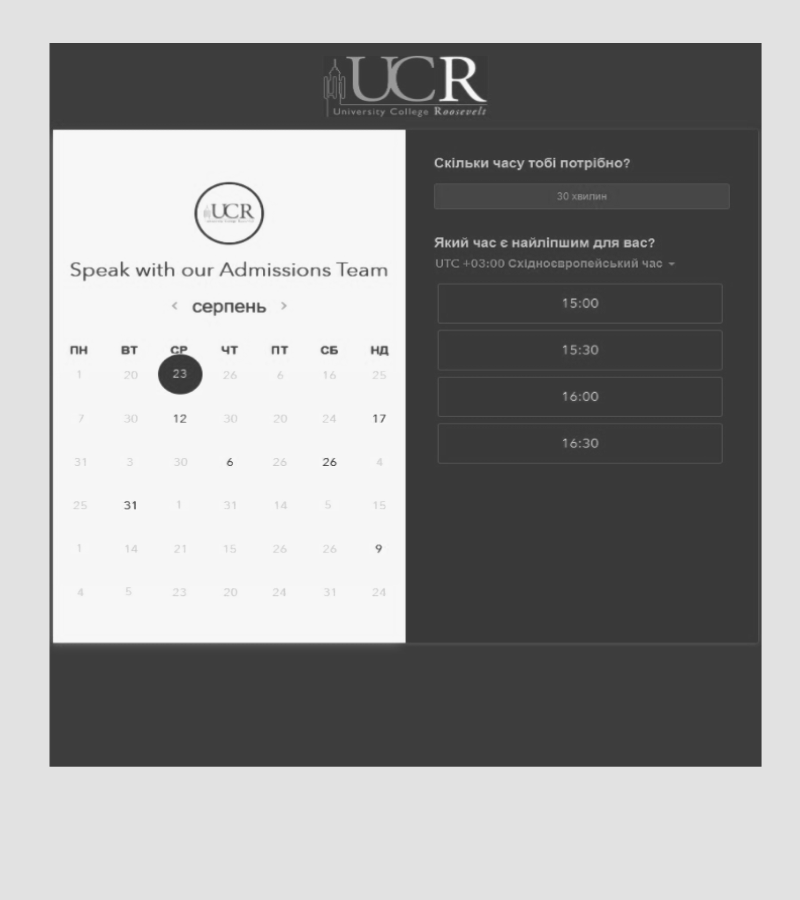 UCR
University College Roosevelt
UCR
Speak with our Admissions Team
< серпень >
ПН ВТ СР ЧТ ПТ СБ НД
1 20 23 26 6 16 25
7 30 12 30 20 24 17
31 3 30 6 26 26 4
25 31 1 31 14 5 15
1 14 21 15 26 26 9
4 5 23 20 24 31 24
Скільки часу тобі потрібно?
30 хвилин
Який час є найліпшим для вас?
UTC +03:00 Східноєвропейський час
15:00
15:30
16:00
16:30